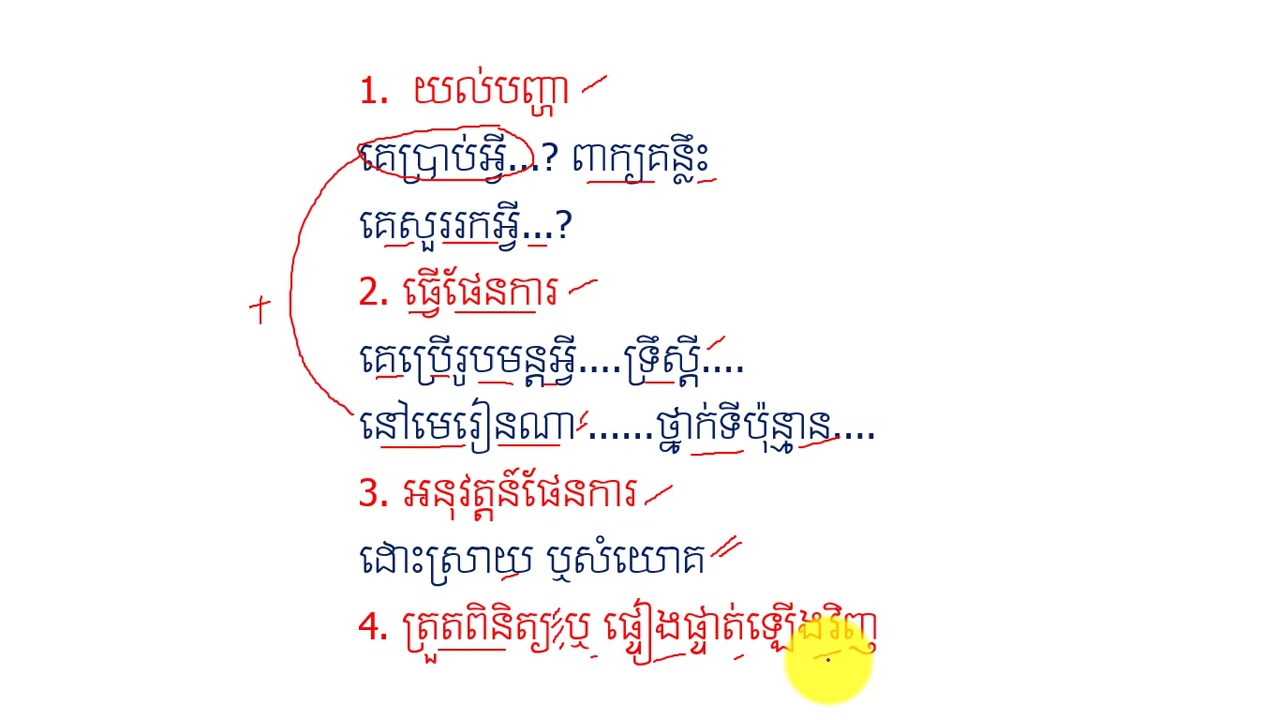 1. យល់បញ្ហា
គេប្រាប់អ្វី...? ពាក្យគន្លឹះ
គេសួររកអ្វី...?
2. ធ្វើផែនការ
គេប្រើរូបមន្តអ្វី....ទ្រឹស្តី....
នៅមេរៀនណា ......ថ្នាក់ទីប៉ុន្មាន....
3. អនុវត្តន៍ផែនការ
ដោះស្រាយ ឬសំយោគ
4. ត្រួតពិនិត្យ ឬ ផ្ទៀងផ្ទាត់ឡើងវិញ
+